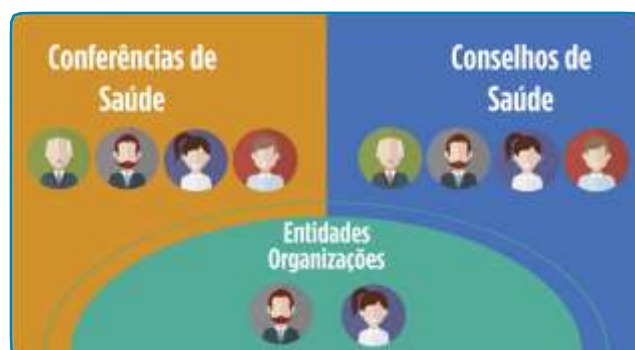 Conferências de
Saúde
Conselhos de
Saúde
Entidades
Organizações